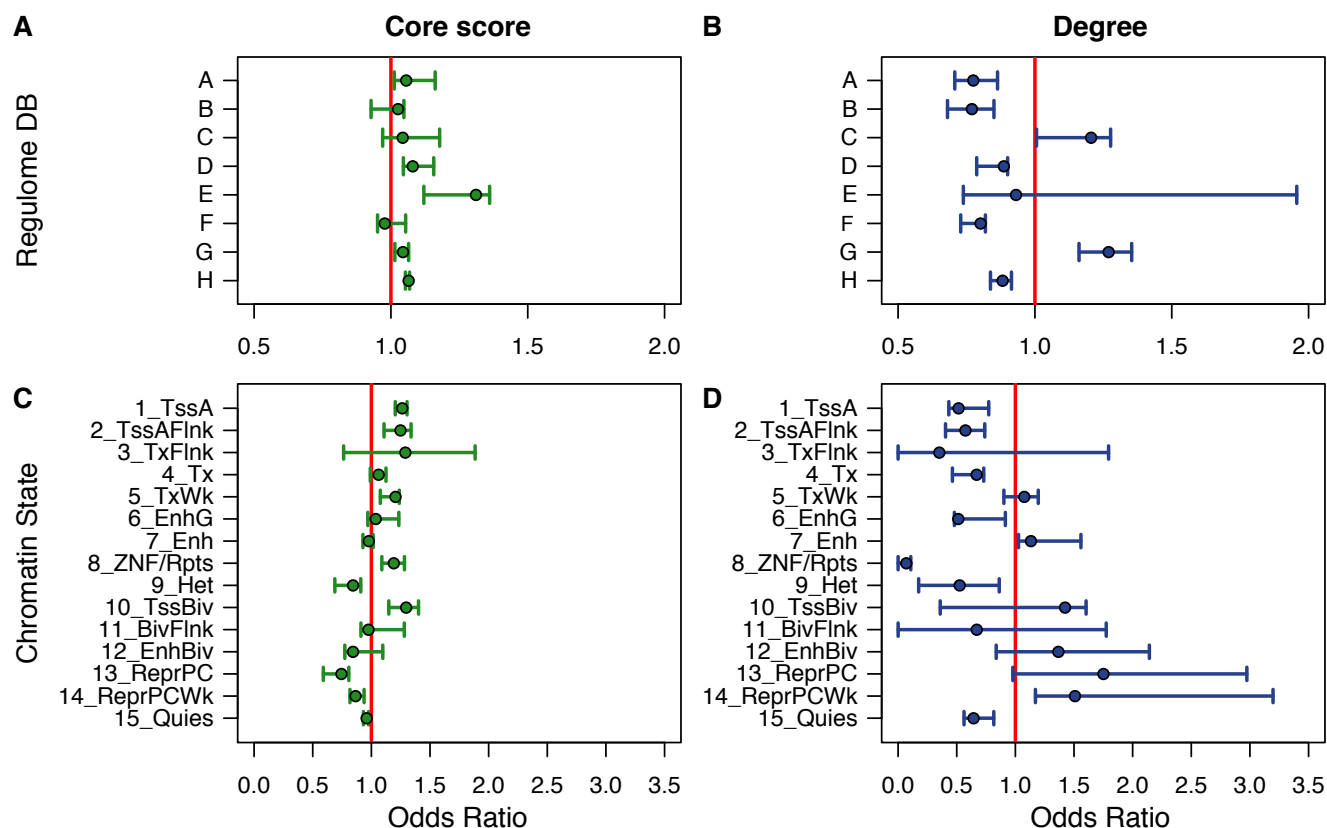 A
Core score
B
Degree
Regulome DB
A
B
C
D
E
F
G
H
0.5 1.0 1.5 2.0
A
B
C
D
E
F
G
H
0.5 1.0 1.5 2.0
C
Chromatin State
1_TssA
2_TssAFlnk
3_TxFlnk
4_Tx
5_TxWk
6_EnhG
7_Enh
8_ZNF/Rpts
9_Het
10_TssBiv
11_BivFlnk
12_EnhBiv
13_ReprPC
14_ReprPCWk
15_Quies
0.0 0.5 1.0 1.5 2.0 2.5 3.0 3.5
Odds Ratio
D
1_TssA
2_TssAFlnk
3_TxFlnk
4_Tx
5_TxWk
6_EnhG
7_Enh
8_ZNF/Rpts
9_Het
10_TssBiv
11_BivFlnk
12_EnhBiv
13_ReprPC
14_ReprPCWk
15_Quies
0.0 0.5 1.0 1.5 2.0 2.5 3.0 3.5
Odds Ratio